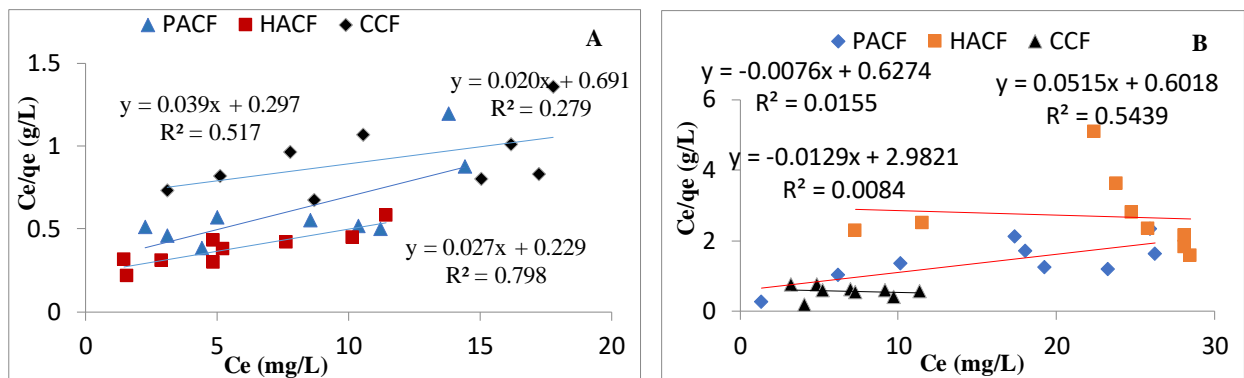 PACF HACF CCF
A
y = 0.020x + 0.691
R² = 0.279
y = 0.039x + 0.297
R² = 0.517
y = 0.027x + 0.229
R² = 0.798
Ce/qe (g/L)
1.5
1
0.5
0
0 5 10 15 20
Ce (mg/L)
PACF HACF CCF
B
y = -0.0076x + 0.6274
R² = 0.0155
y = 0.0515x + 0.6018
R² = 0.5439
y = -0.0129x + 2.9821
R² = 0.0084
Ce/qe (g/L)
6
4
2
0
0 10 20 30
Ce (mg/L)